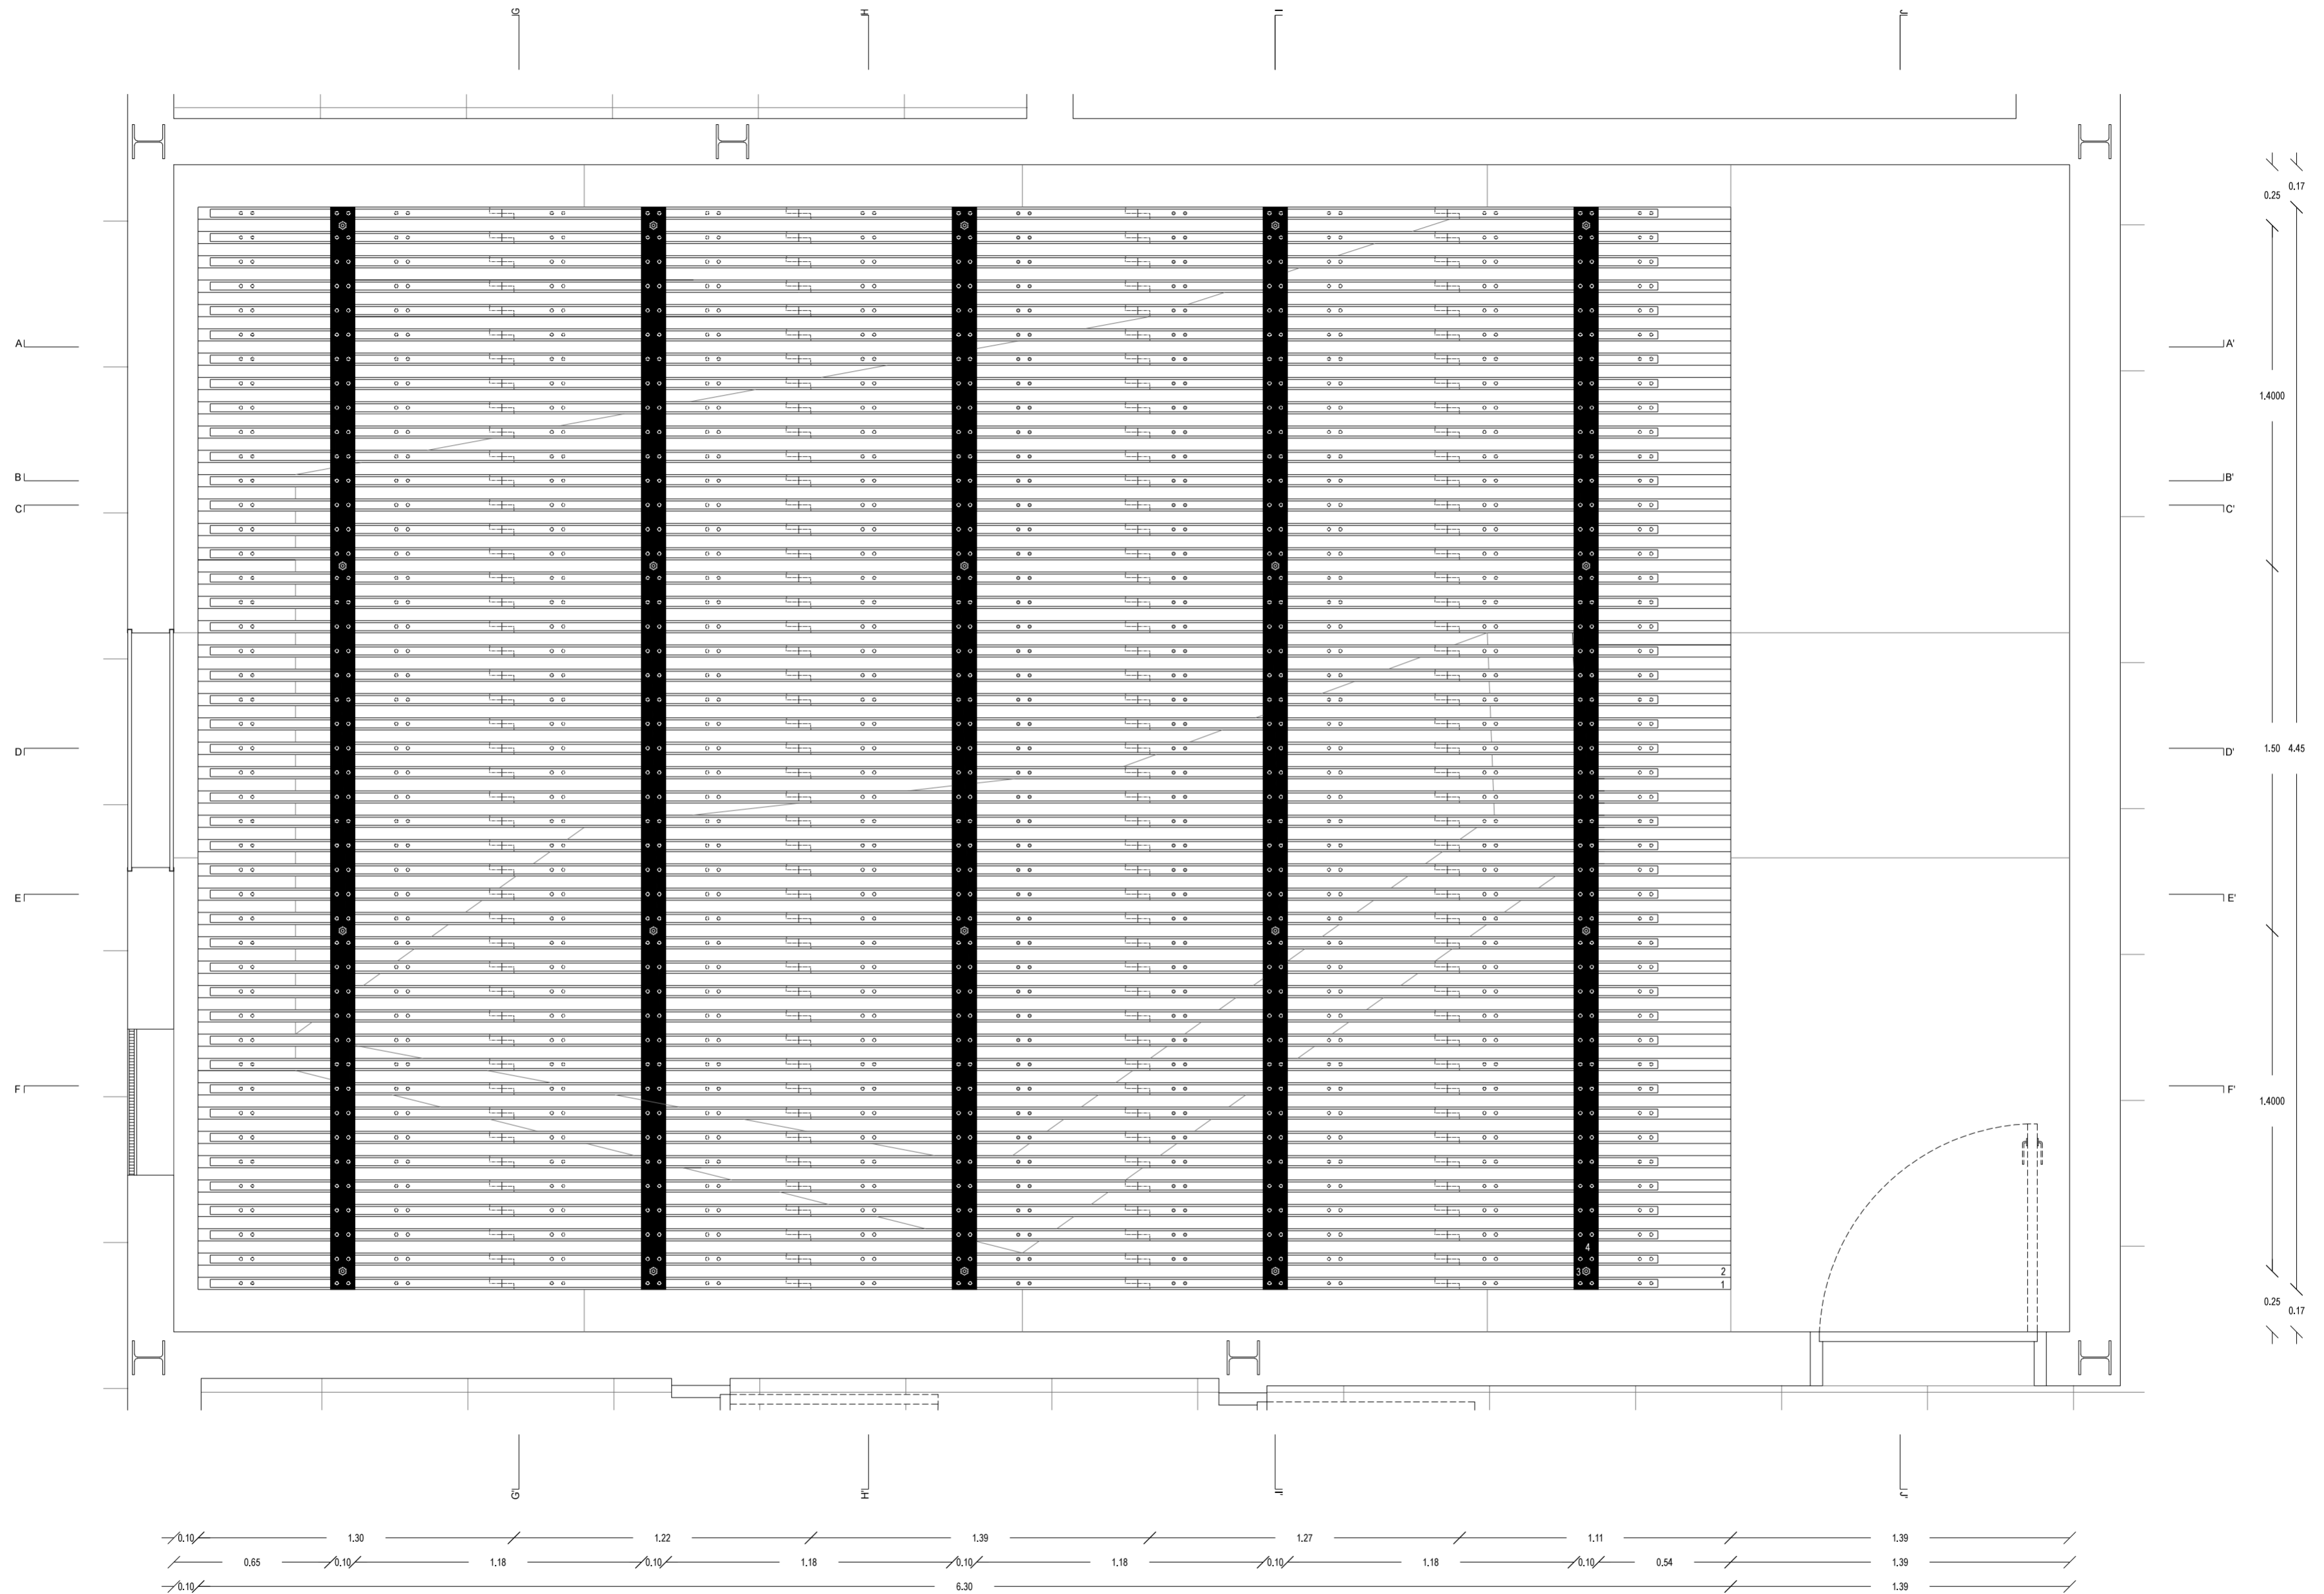 G H I J
0.25 0.17
A A'
1,4000
B B'
C C'
D D' 1.50 4.45
E E'
F F' 1,4000
4
3 2
1
0.25 0.17
G' H' I' J'
0.10 1.30 1.22 1.39 1.27 1.11 1.39
0.65 0.10 1.18 0.10 1.18 0.10 1.18 0.10 1.18 0.10 0.54 1.39
0.10 6.30 1.39